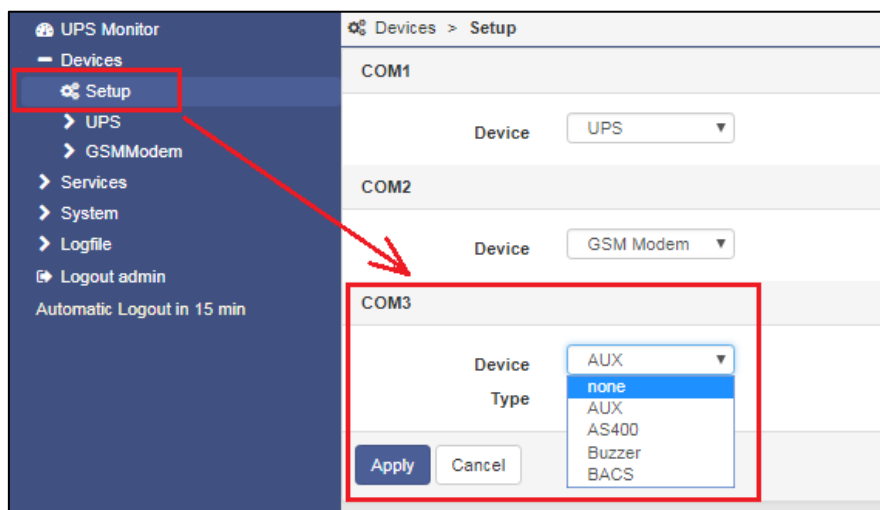 UPS Monitor
Devices
Setup
UPS
GSMModem
Services
System
Logfile
Logout admin
Automatic Logout in 15 min
Devices > Setup
COM1
Device UPS
COM2
Device GSM Modem
COM3
Device AUX
none
Type
AUX
AS400
Buzzer
BACS
Apply Cancel